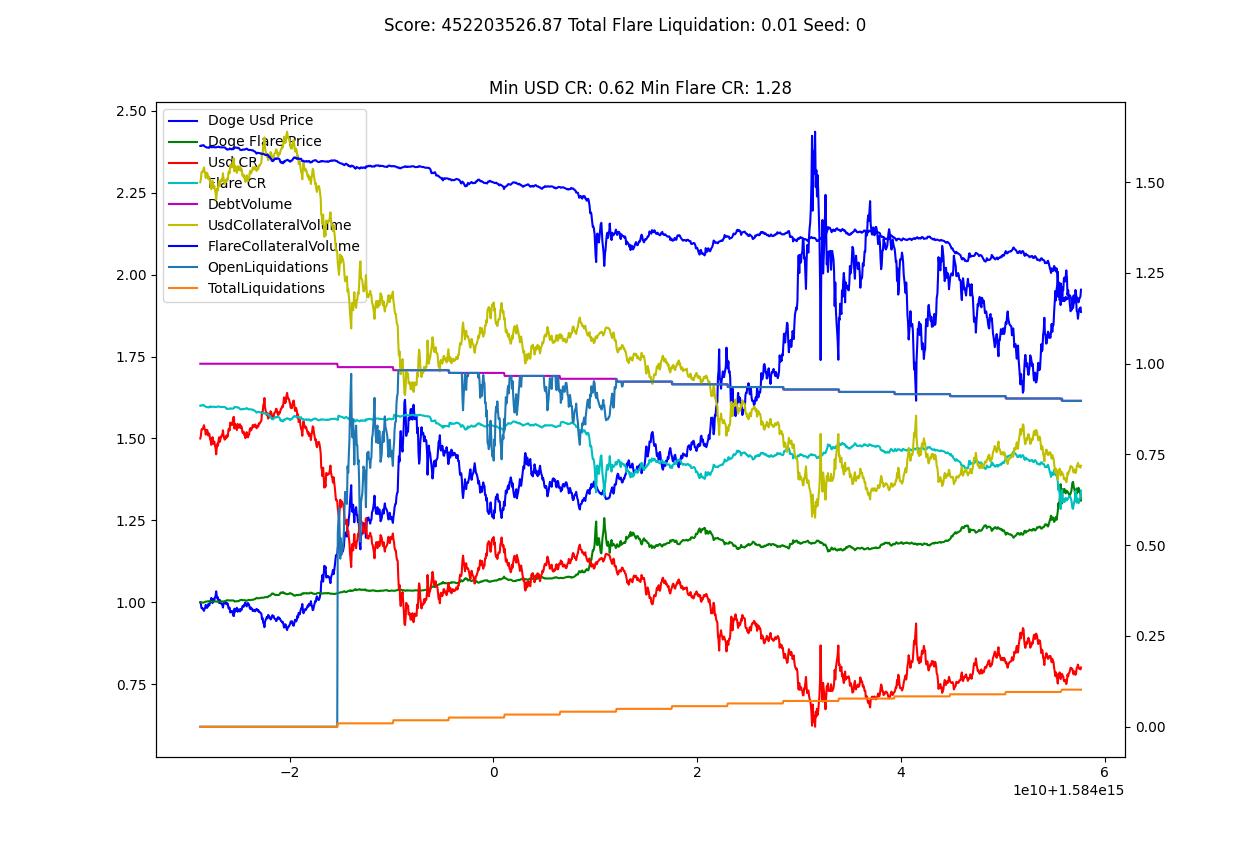 Score: 452203526.87 Total Flare Liquidation: 0.01 Seed: 0
Min USD CR: 0.62 Min Flare CR: 1.28
Doge Usd Price
Doge Flare Price
Usd CR
Flare CR
DebtVolume
UsdCollateralVolume
FlareCollateralVolume
OpenLiquidations
TotalLiquidations
2.50
2.25
2.00
1.75
1.50
1.25
1.00
0.75
1.50
1.25
1.00
0.75
0.50
0.25
0.00
−2 0 2 4 6
1e10+1.584e15